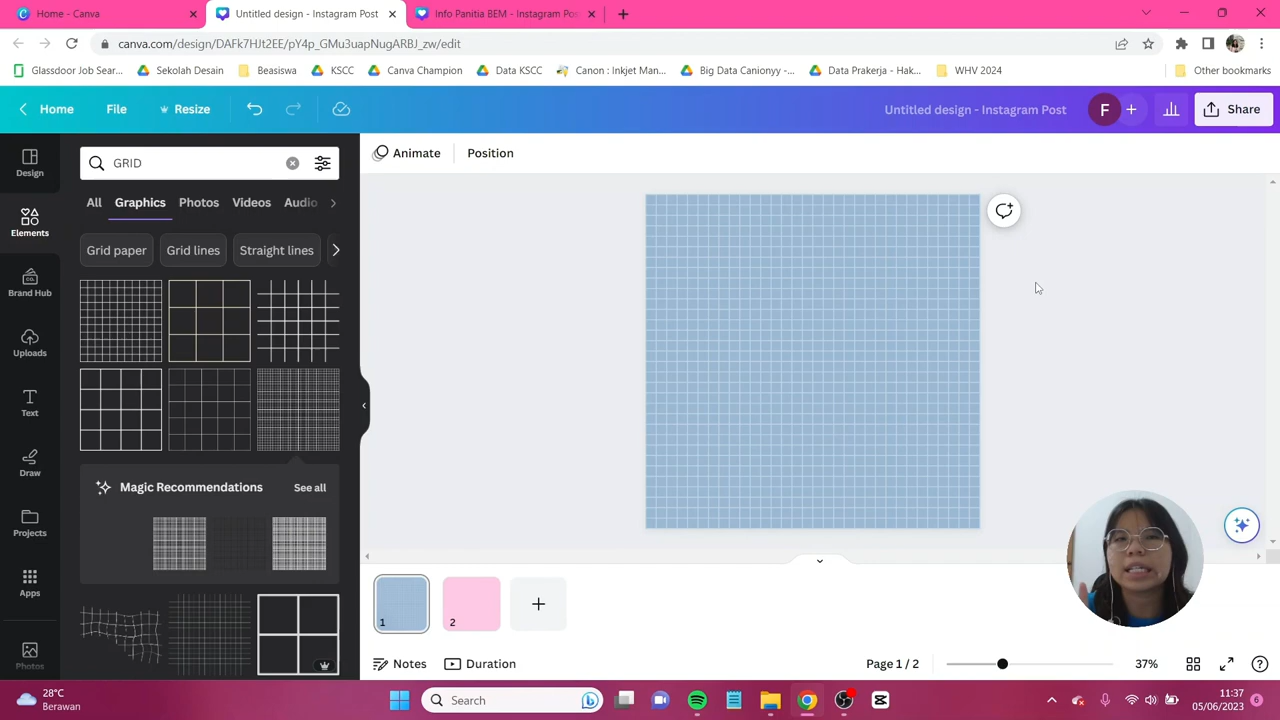 Home - Canva
Untitled design - Instagram Post
Info Panitia BEM - Instagram Pos
canva.com/design/DAFk7HJt2EE/pY4p_GMu3uapNugARBJ_zw/edit
Glassdoor Job Sear...
Sekolah Desain
Beasiswa
KSCC
Canva Champion
Data KSCC
Canon : Inkjet Man...
Big Data Canionyy -...
Data Prakerja - Hak...
WHV 2024
Other bookmarks
Home
File
Resize
Untitled design - Instagram Post
F
Share
Design
Elements
Brand Hub
Uploads
Text
Draw
Projects
Apps
Photos
GRID
All
Graphics
Photos
Videos
Audio
Grid paper
Grid lines
Straight lines
Magic Recommendations
See all
Animate
Position
1
2
Notes
Duration
Page 1 / 2
37%
28°C
Berawan
Search
11:37
05/06/2023
6